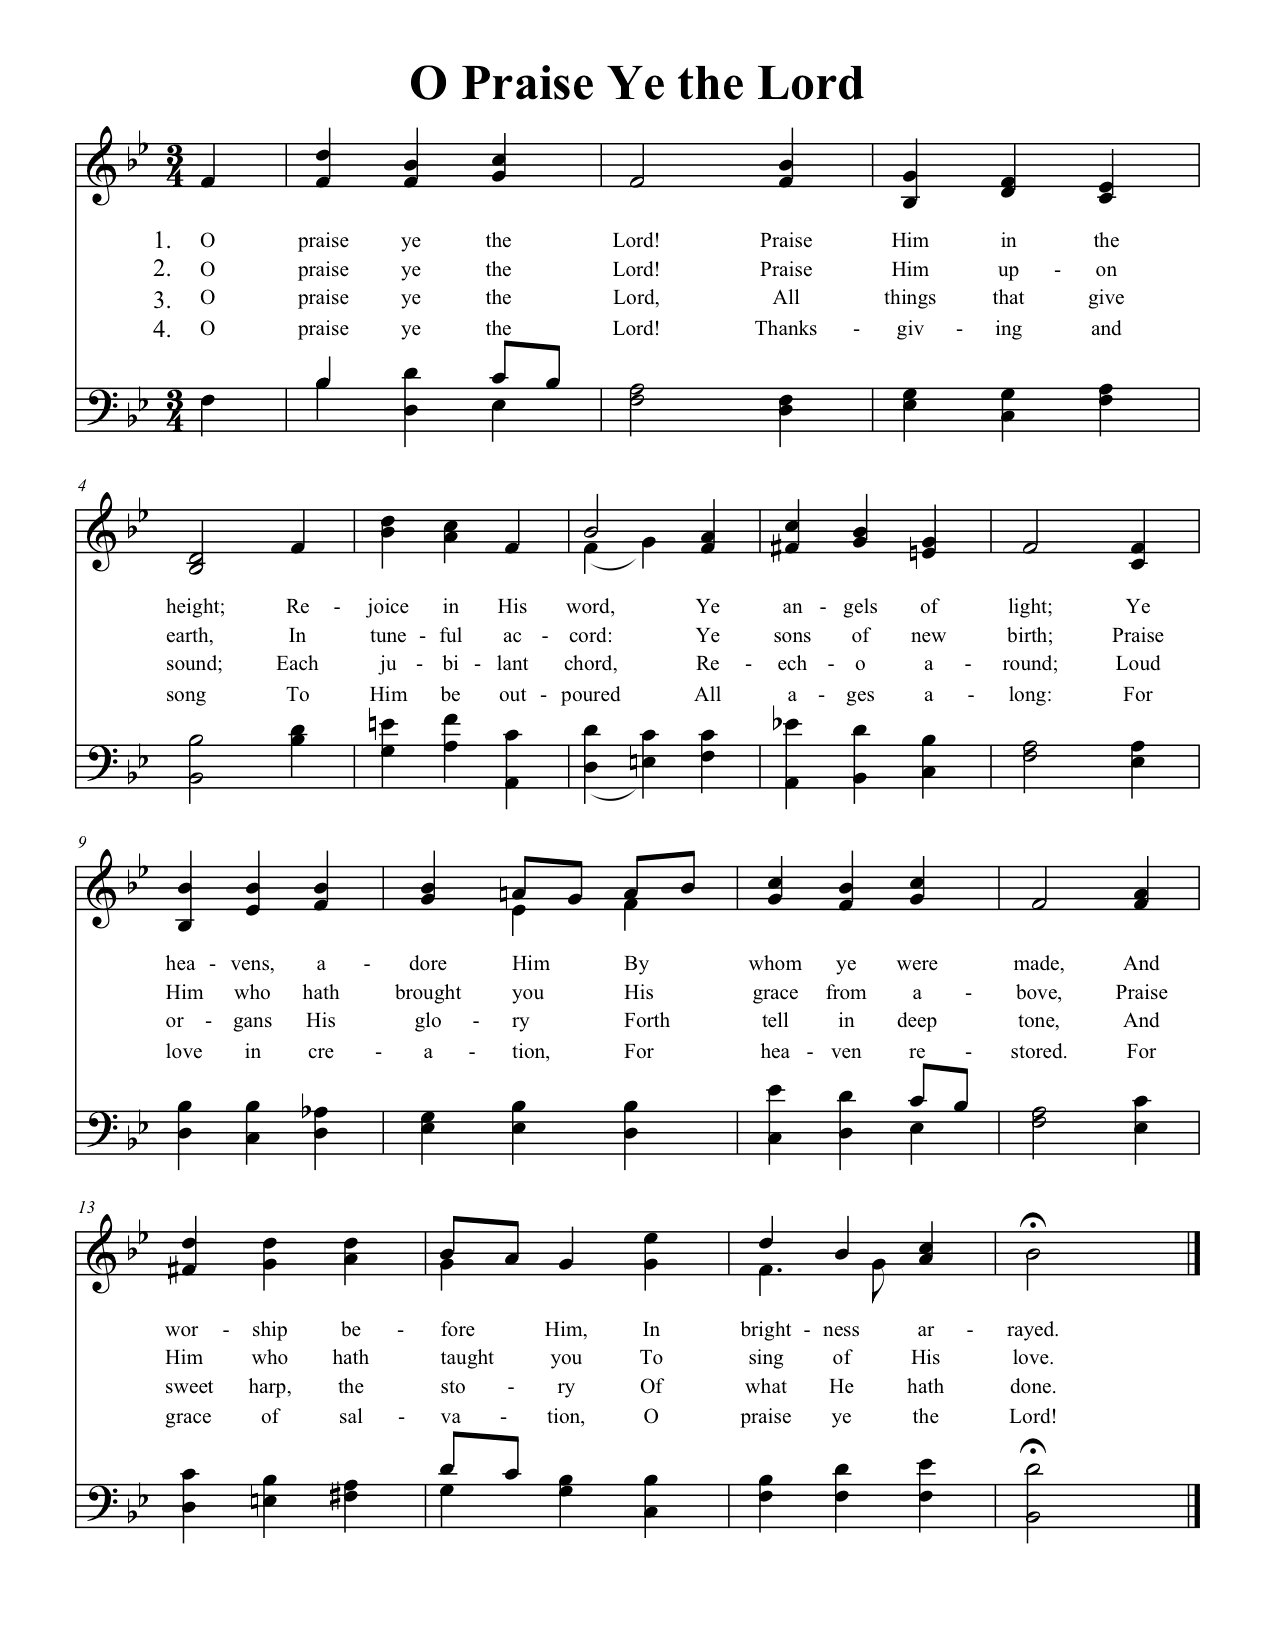 O Praise Ye the Lord
1. O praise ye the Lord! Praise Him in the
2. O praise ye the Lord! Praise Him up - on
3. O praise ye the Lord, All things that give
4. O praise ye the Lord! Thanks - giv - ing and
4
height; Re - joice in His word, Ye an - gels of light; Ye
earth, In tune - ful ac - cord: Ye sons of new birth; Praise
sound; Each ju - bi - lant chord, Re - ech - o a - round; Loud
song To Him be out - poured All a - ges a - long: For
9
hea - vens, a - dore Him By whom ye were made, And
Him who hath brought you His grace from a - bove, Praise
or - gans His glo - ry Forth tell in deep tone, And
love in cre - a - tion, For hea - ven re - stored. For
13
wor - ship be - fore Him, In bright - ness ar - rayed.
Him who hath taught you To sing of His love.
sweet harp, the sto - ry Of what He hath done.
grace of sal - va - tion, O praise ye the Lord!